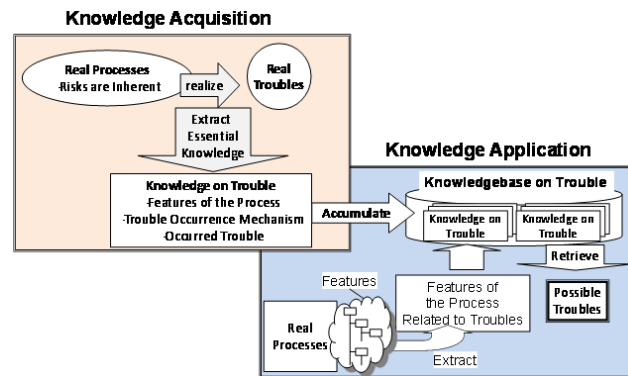 Knowledge Acquisition
Real Processes
-Risks are Inherent
realize
Real
Troubles
Extract
Essential
Knowledge
Knowledge on Trouble
-Features of the Process
-Trouble Occurrence Mechanism
-Occurred Trouble
Accumulate
Knowledge Application
Knowledgebase on Trouble
Knowledge on
Trouble
Knowledge on
Trouble
Retrieve
Possible
Troubles
Features of
the Process
Related to Troubles
Features
Real
Processes
Extract